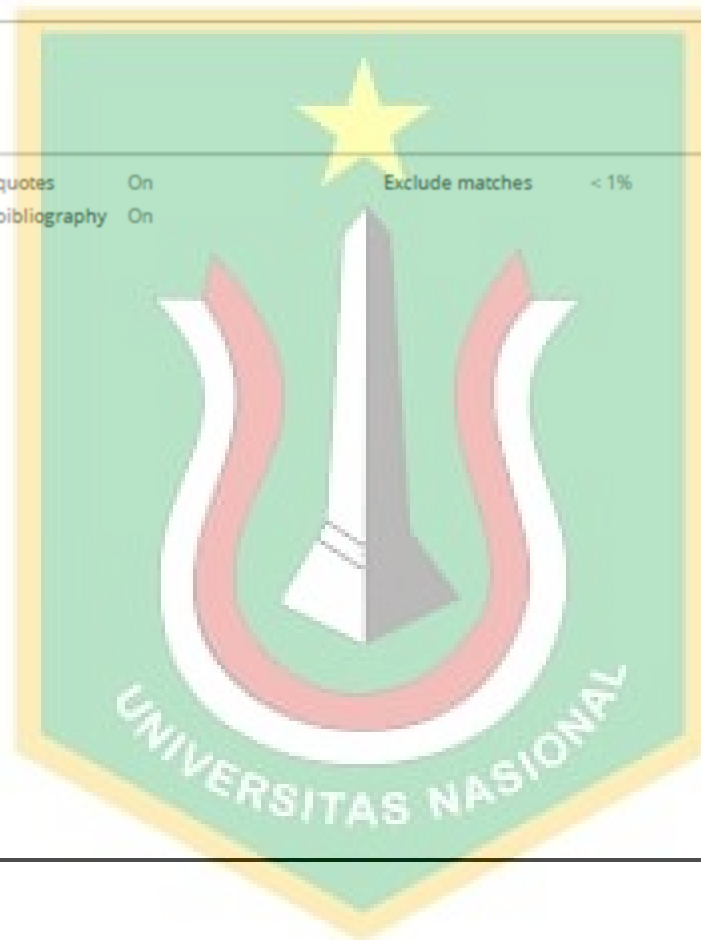 quotes On Exclude matches < 1%
bibliography On
UNIVERSITAS NASIONAL